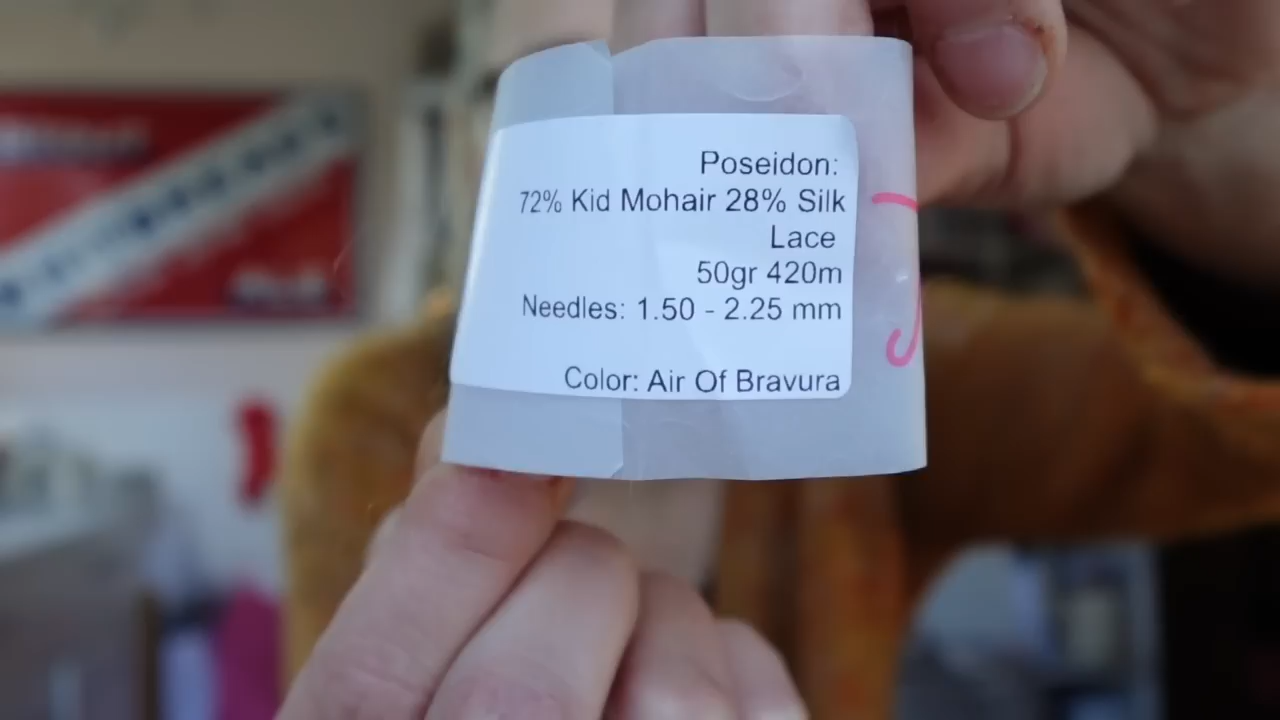 Poseidon:
72% Kid Mohair 28% Silk
Lace
50gr 420m
Needles: 1.50 - 2.25 mm
Color: Air Of Bravura